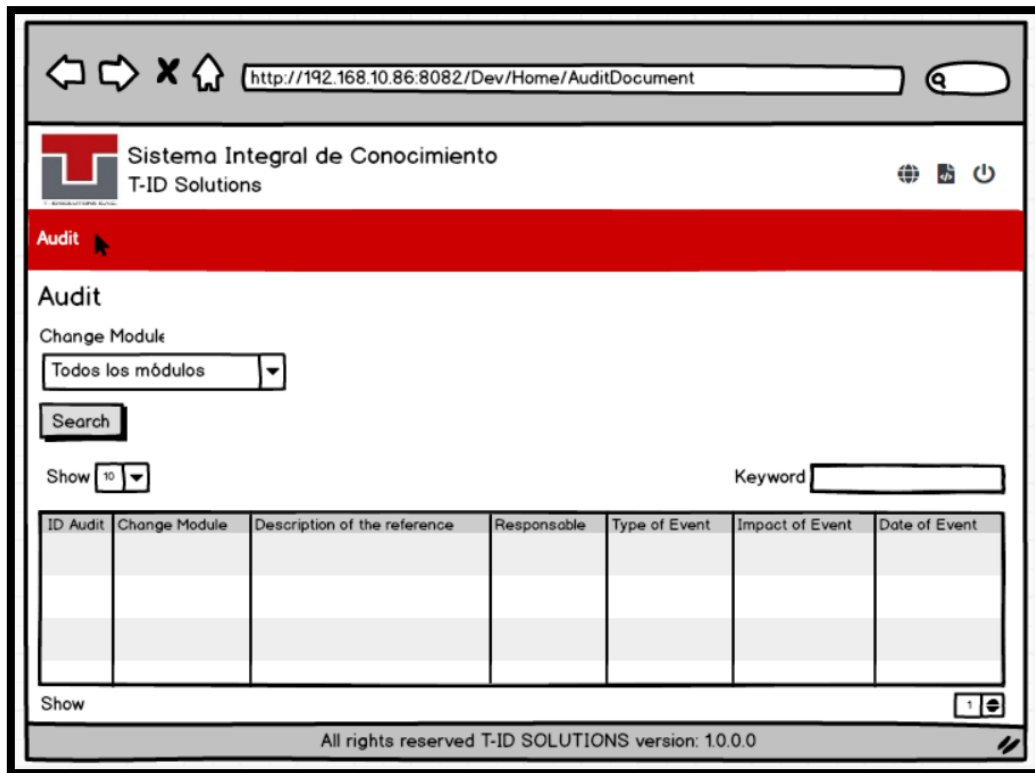 http://192.168.10.86:8082/Dev/Home/AuditDocument
Sistema Integral de Conocimiento
T-ID Solutions
Audit
Audit
Change Module
Todos los módulos
Search
Show 10 Keyword
ID Audit Change Module Description of the reference Responsable Type of Event Impact of Event Date of Event
Show 1
All rights reserved T-ID SOLUTIONS version: 1.0.0.0